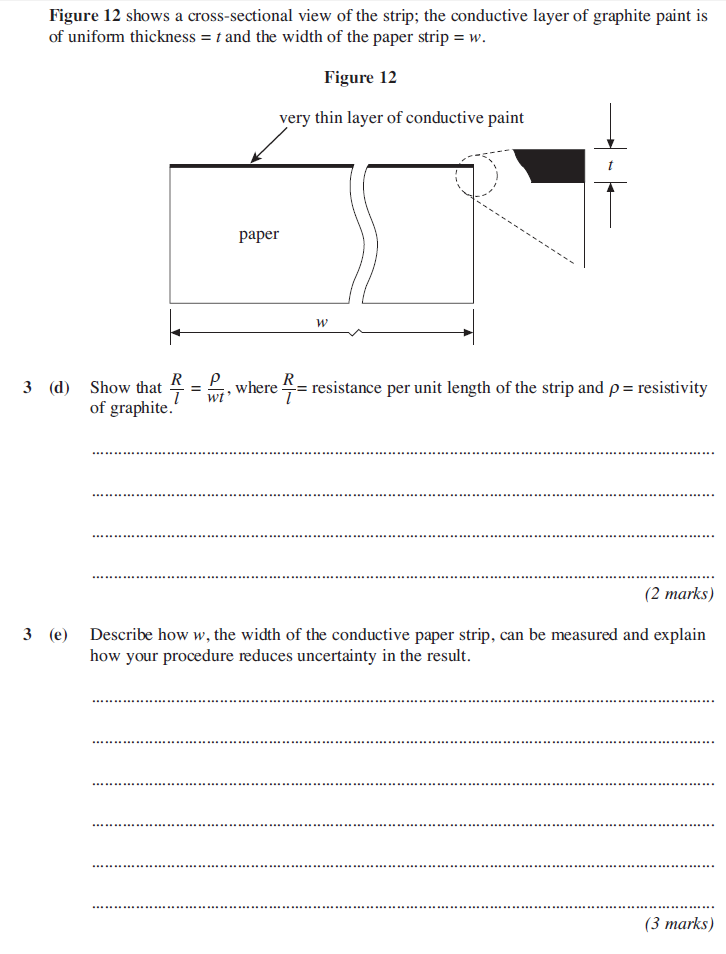 Figure 12 shows a cross-sectional view of the strip; the conductive layer of graphite paint is
of uniform thickness = t and the width of the paper strip = w.
Figure 12
very thin layer of conductive paint
t
paper
w
3 (d) Show that R/l = ρ/wt, where R/l = resistance per unit length of the strip and ρ = resistivity
of graphite.
(2 marks)
3 (e) Describe how w, the width of the conductive paper strip, can be measured and explain
how your procedure reduces uncertainty in the result.
(3 marks)